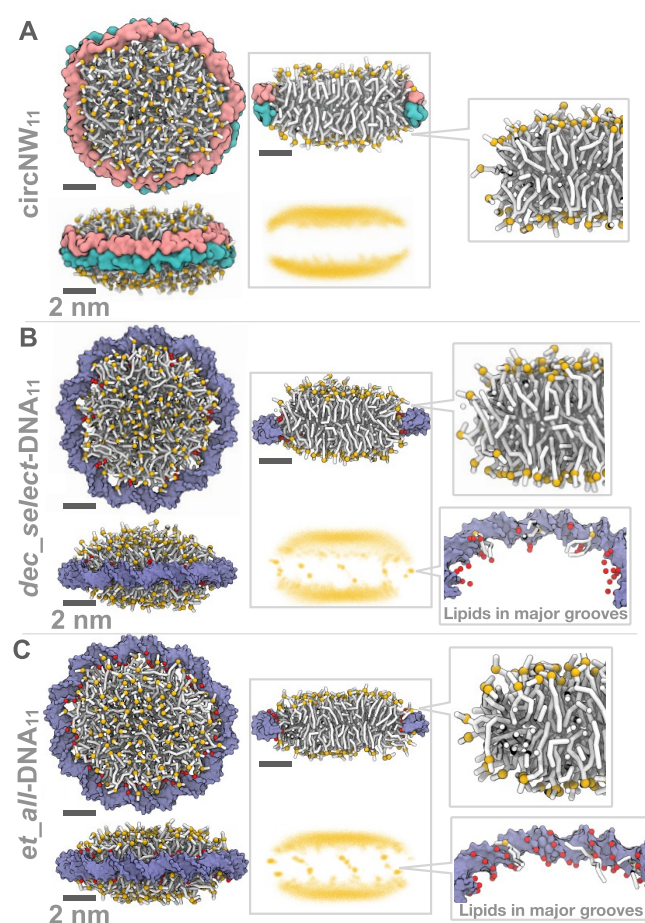 A
circNW₁₁
2 nm
B
dec_select-DNA₁₁
2 nm
Lipids in major grooves
C
et_all-DNA₁₁
2 nm
Lipids in major grooves